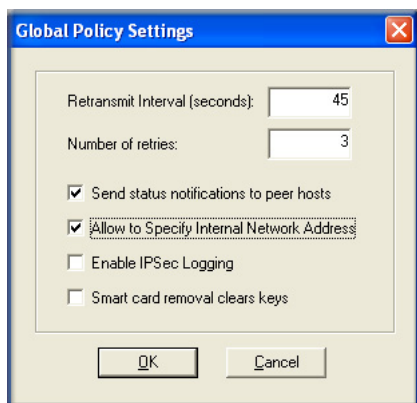 Global Policy Settings
Retransmit Interval (seconds): 45
Number of retries: 3
Send status notifications to peer hosts
Allow to Specify Internal Network Address
Enable IPSec Logging
Smart card removal clears keys
OK Cancel